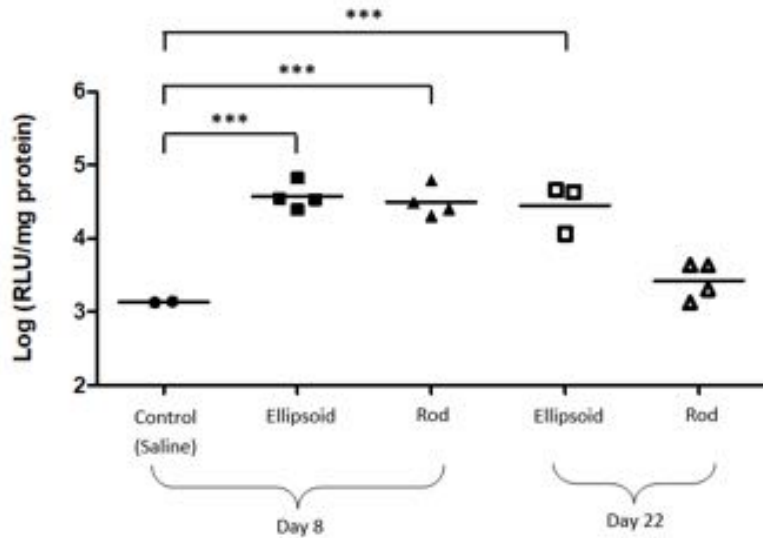 ***
***
***
Log (RLU/mg protein)
6
5
4
3
2
Control
(Saline)
Ellipsoid
Rod
Ellipsoid
Rod
Day 8
Day 22